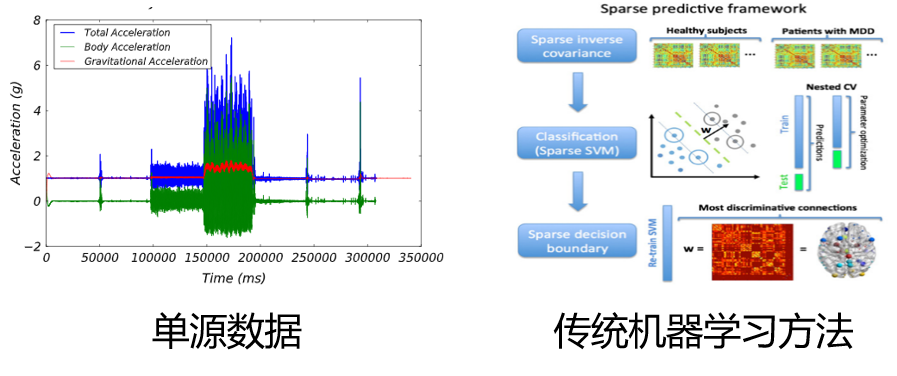 Total Acceleration
Body Acceleration
Gravitational Acceleration
Acceleration (g)
8
6
4
2
0
−2
0 50000 100000 150000 200000 250000 300000 350000
Time (ms)
单源数据
Sparse predictive framework
Sparse inverse
covariance
Healthy subjects
Patients with MDD
...
...
Classification
(Sparse SVM)
w
Nested CV
Train
Test
Predictions
Parameter optimization
Sparse decision
boundary
Re-train SVM
Most discriminative connections
w =
=
传统机器学习方法